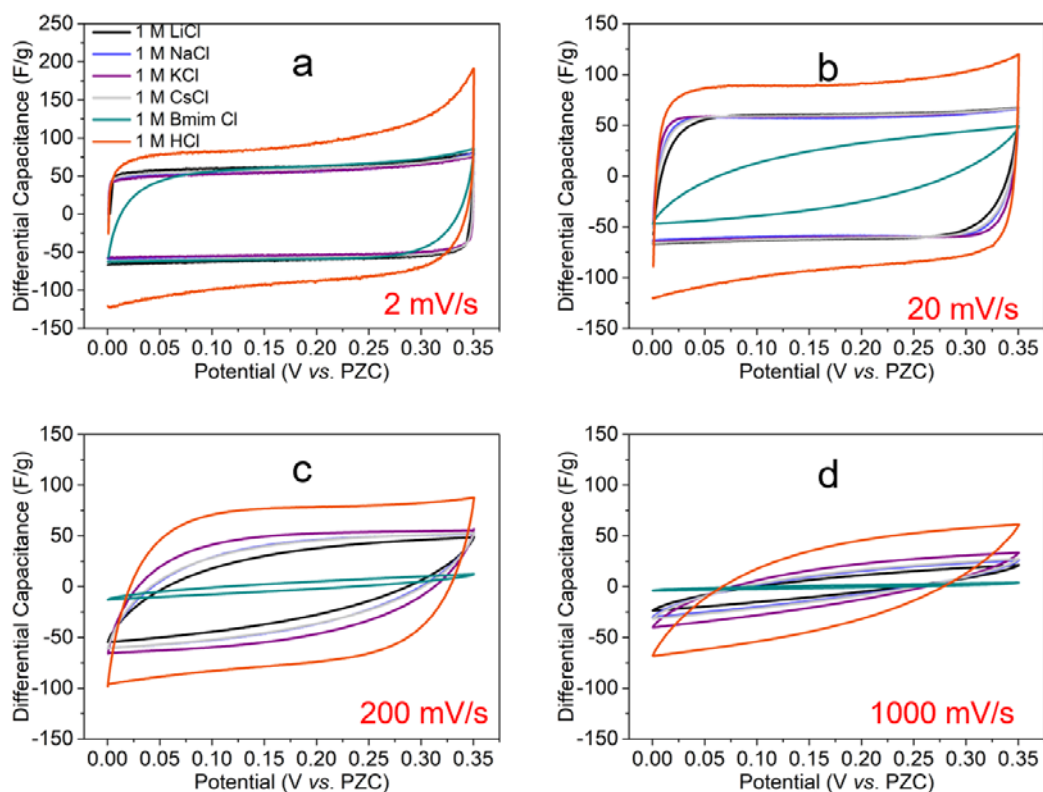 a
1 M LiCl
1 M NaCl
1 M KCl
1 M CsCl
1 M Bmim Cl
1 M HCl
2 mV/s
Differential Capacitance (F/g)
250
200
150
100
50
0
-50
-100
-150
0.00 0.05 0.10 0.15 0.20 0.25 0.30 0.35
Potential (V vs. PZC)
b
20 mV/s
Differential Capacitance (F/g)
150
100
50
0
-50
-100
-150
0.00 0.05 0.10 0.15 0.20 0.25 0.30 0.35
Potential (V vs. PZC)
c
200 mV/s
Differential Capacitance (F/g)
150
100
50
0
-50
-100
-150
0.00 0.05 0.10 0.15 0.20 0.25 0.30 0.35
Potential (V vs. PZC)
d
1000 mV/s
Differential Capacitance (F/g)
150
100
50
0
-50
-100
-150
0.00 0.05 0.10 0.15 0.20 0.25 0.30 0.35
Potential (V vs. PZC)